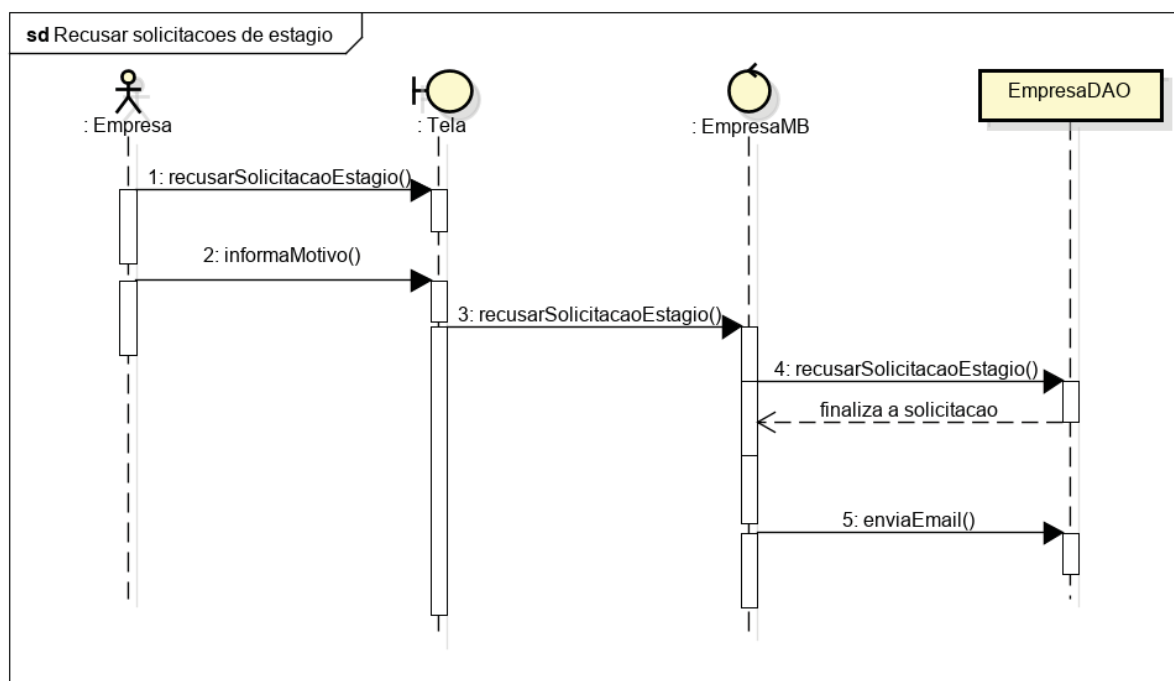 sd Recusar solicitacoes de estagio
: Empresa
: Tela
: EmpresaMB
EmpresaDAO
1: recusarSolicitacaoEstagio()
2: informaMotivo()
3: recusarSolicitacaoEstagio()
4: recusarSolicitacaoEstagio()
finaliza a solicitacao
5: enviaEmail()